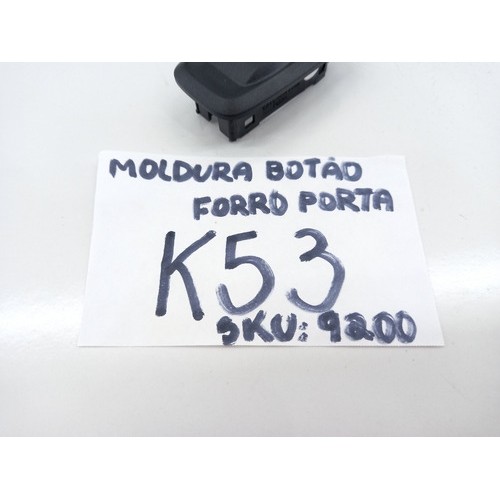 MOLDURA BOTÃO
FORRO PORTA
K53
SKU: 9200